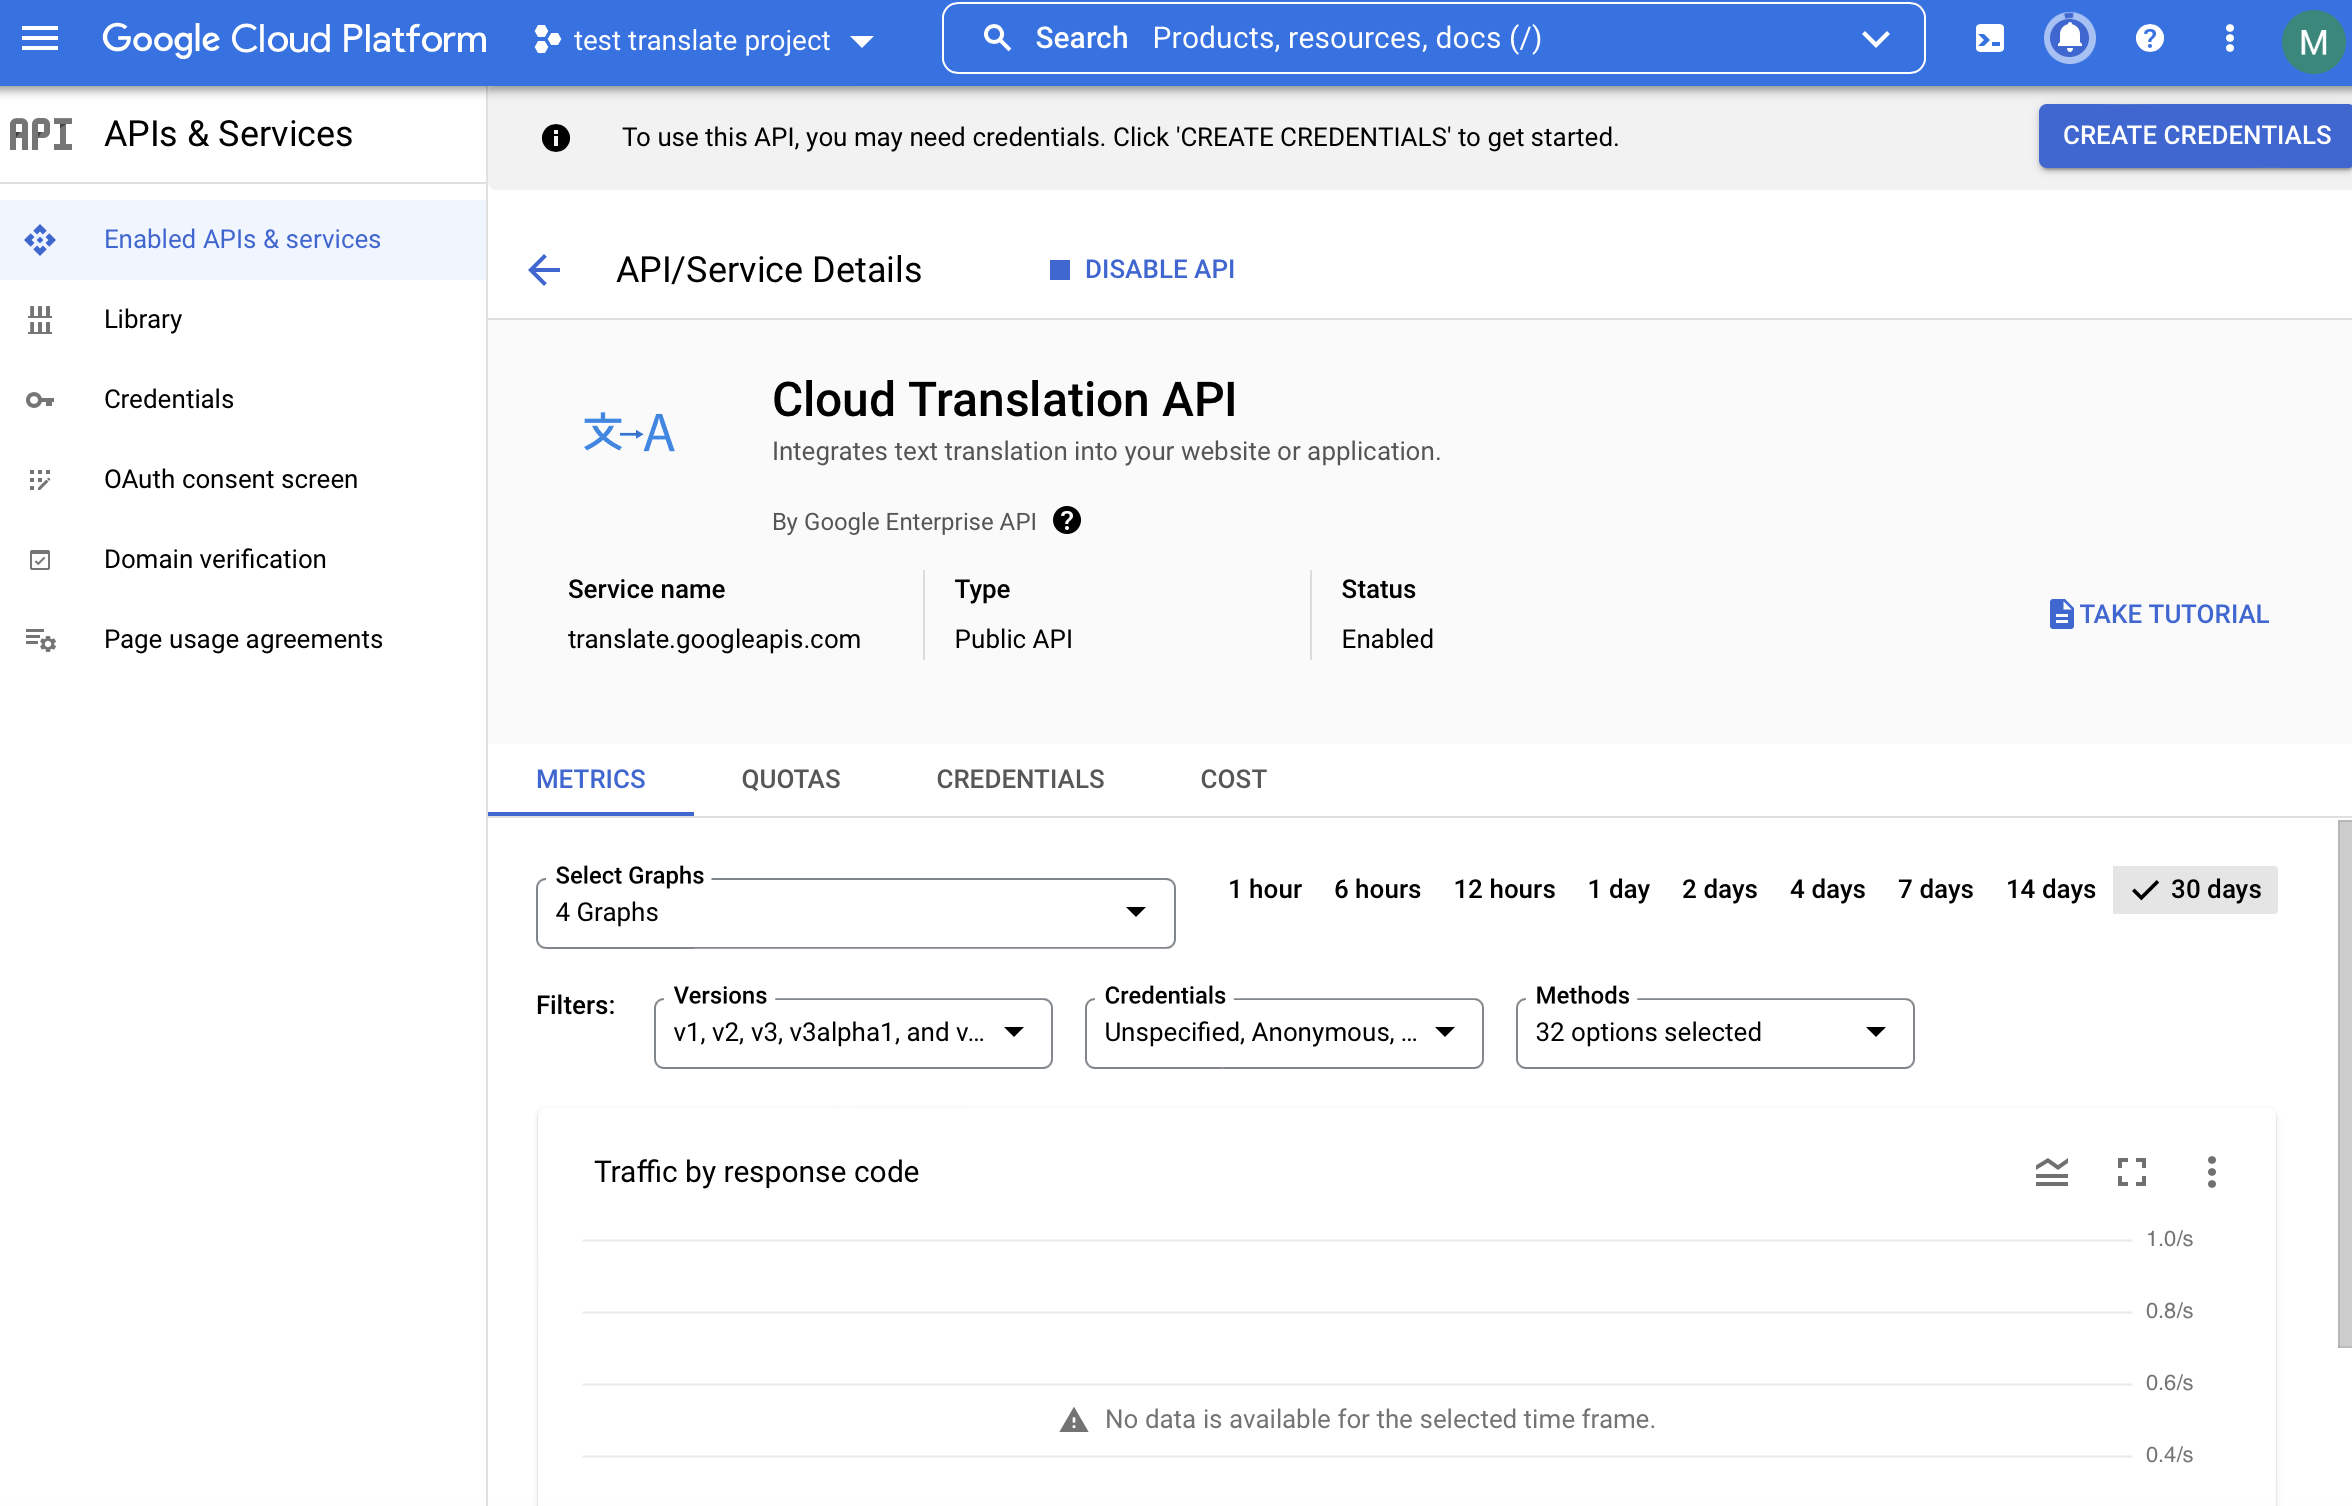 Google Cloud Platform
test translate project
Search Products, resources, docs (/)
M
API APIs & Services
To use this API, you may need credentials. Click 'CREATE CREDENTIALS' to get started.
CREATE CREDENTIALS
Enabled APIs & services
Library
Credentials
OAuth consent screen
Domain verification
Page usage agreements
API/Service Details
DISABLE API
文→A
Cloud Translation API
Integrates text translation into your website or application.
By Google Enterprise API
Service name
translate.googleapis.com
Type
Public API
Status
Enabled
TAKE TUTORIAL
METRICS QUOTAS CREDENTIALS COST
Select Graphs
4 Graphs
1 hour 6 hours 12 hours 1 day 2 days 4 days 7 days 14 days 30 days
Filters:
Versions
v1, v2, v3, v3alpha1, and v...
Credentials
Unspecified, Anonymous, ...
Methods
32 options selected
Traffic by response code
1.0/s
0.8/s
0.6/s
No data is available for the selected time frame.
0.4/s